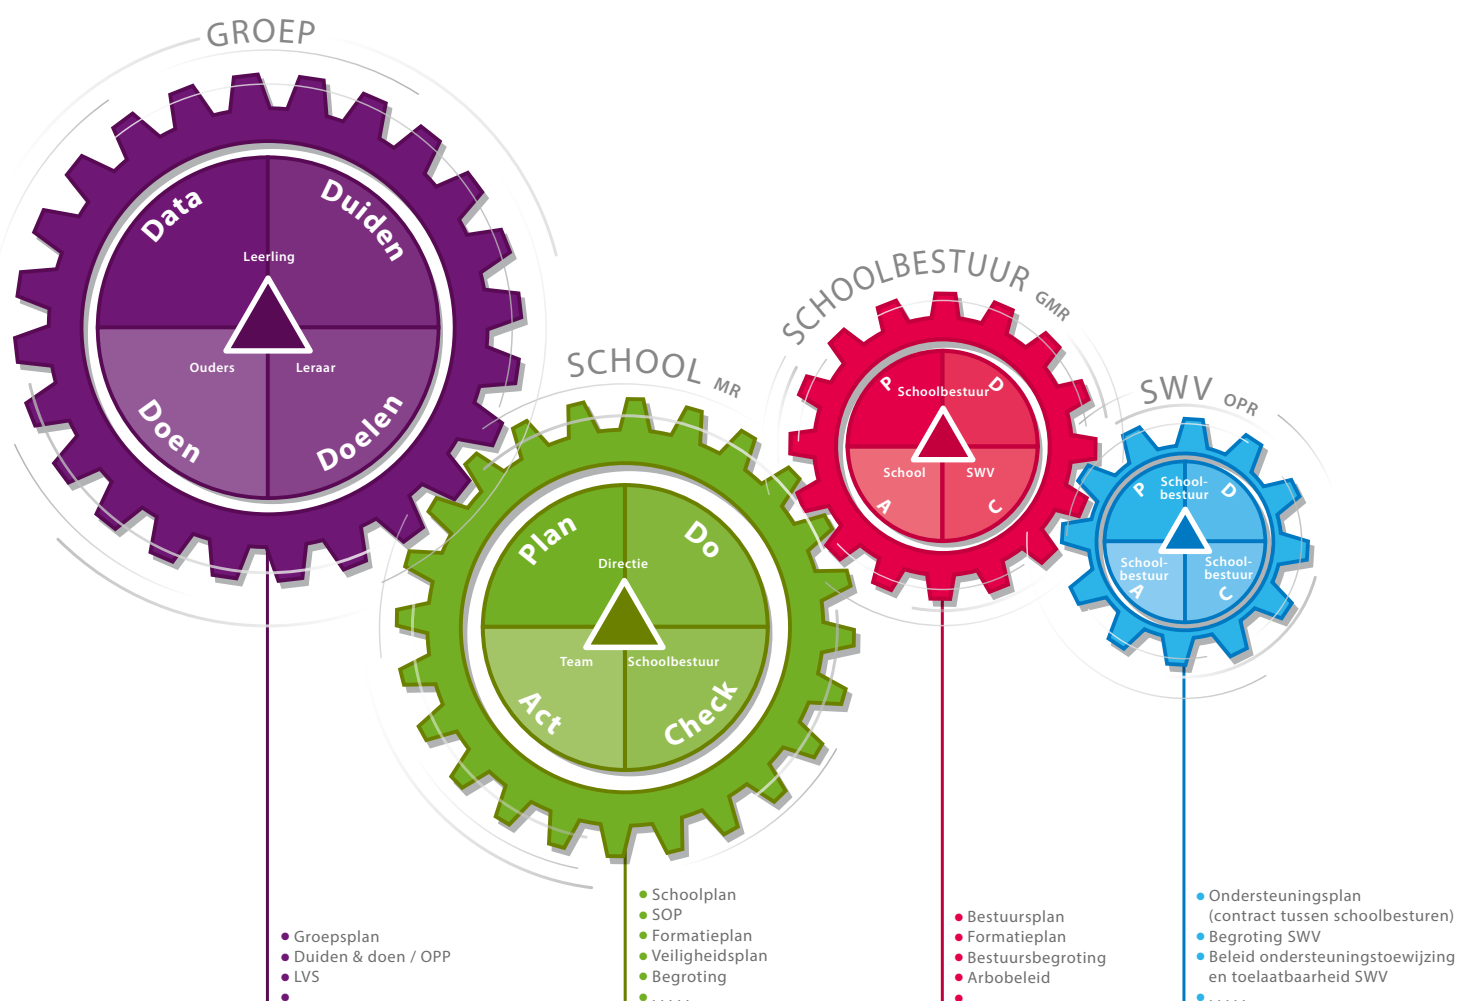 GROEP
Data
Duiden
Leerling
Ouders
Leraar
Doen
Doelen
• Groepsplan
• Duiden & doen / OPP
• LVS
•
SCHOOL MR
Plan
Do
Directie
Team
Schoolbestuur
Act
Check
• Schoolplan
• SOP
• Formatieplan
• Veiligheidsplan
• Begroting
• .....
SCHOOLBESTUUR GMR
P
D
Schoolbestuur
School
SWV
A
C
• Bestuursplan
• Formatieplan
• Bestuursbegroting
• Arbobeleid
•
SWV OPR
P
D
School-
bestuur
School-
bestuur
School-
bestuur
A
C
• Ondersteuningsplan
(contract tussen schoolbesturen)
• Begroting SWV
• Beleid ondersteuningstoewijzing
en toelaatbaarheid SWV
• .....